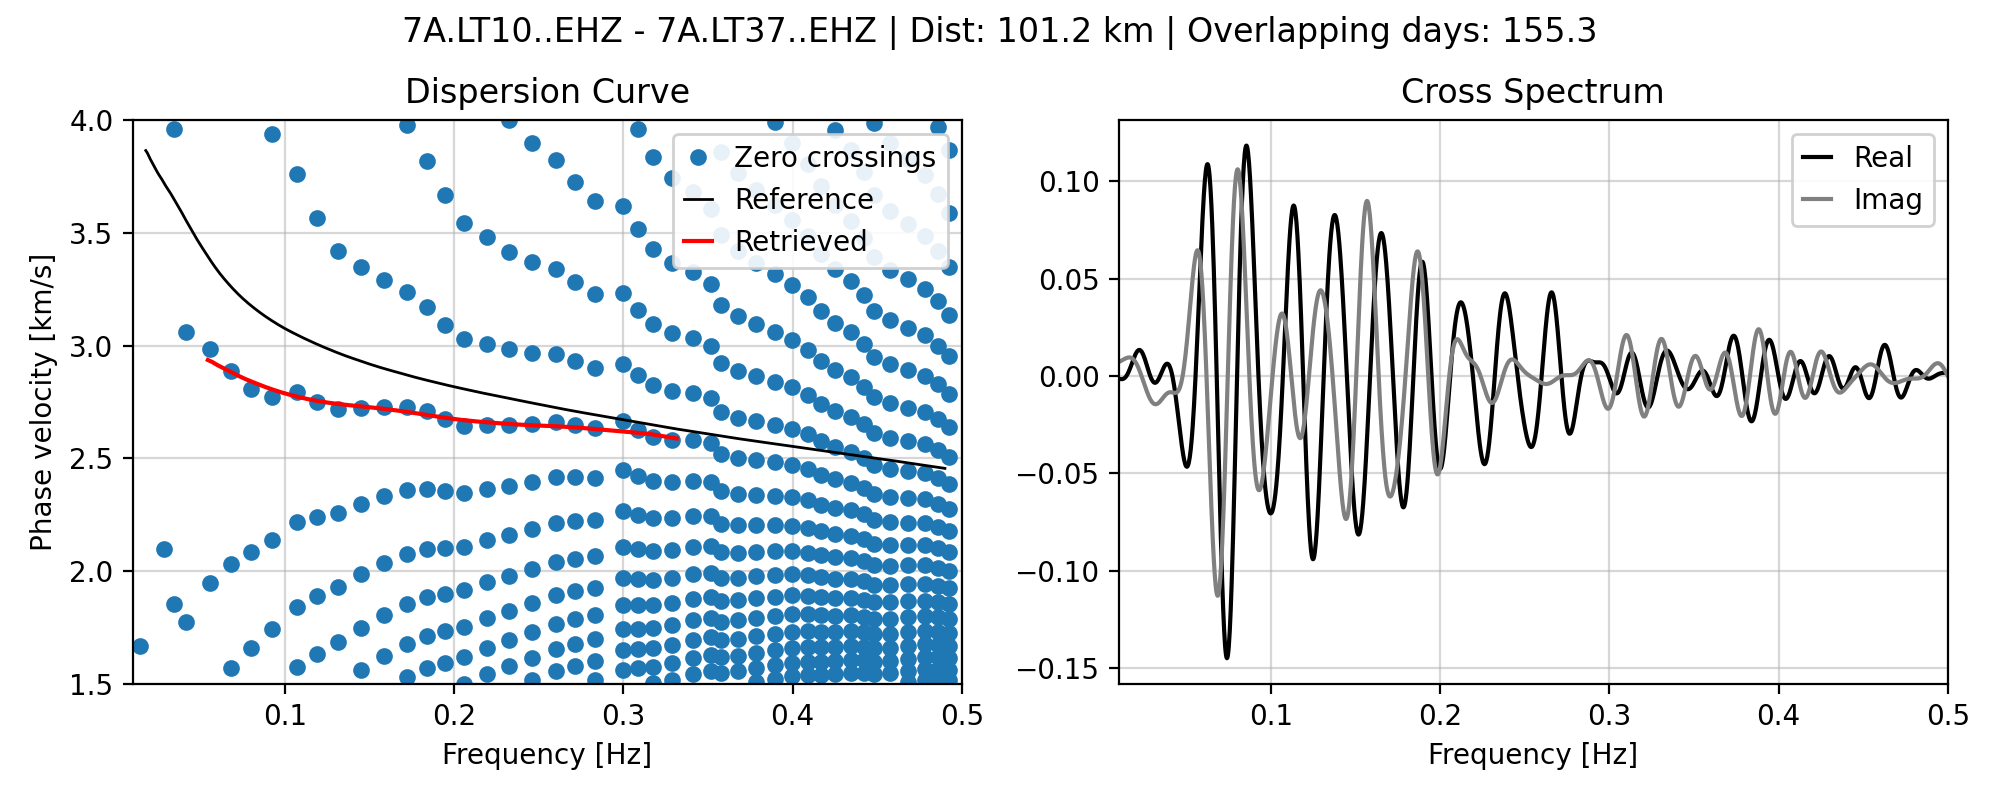 7A.LT10..EHZ - 7A.LT37..EHZ | Dist: 101.2 km | Overlapping days: 155.3
Dispersion Curve
4.0
3.5
3.0
2.5
2.0
1.5
Phase velocity [km/s]
Zero crossings
Reference
Retrieved
0.1 0.2 0.3 0.4 0.5
Frequency [Hz]
Cross Spectrum
0.10
0.05
0.00
−0.05
−0.10
−0.15
Real
Imag
0.1 0.2 0.3 0.4 0.5
Frequency [Hz]